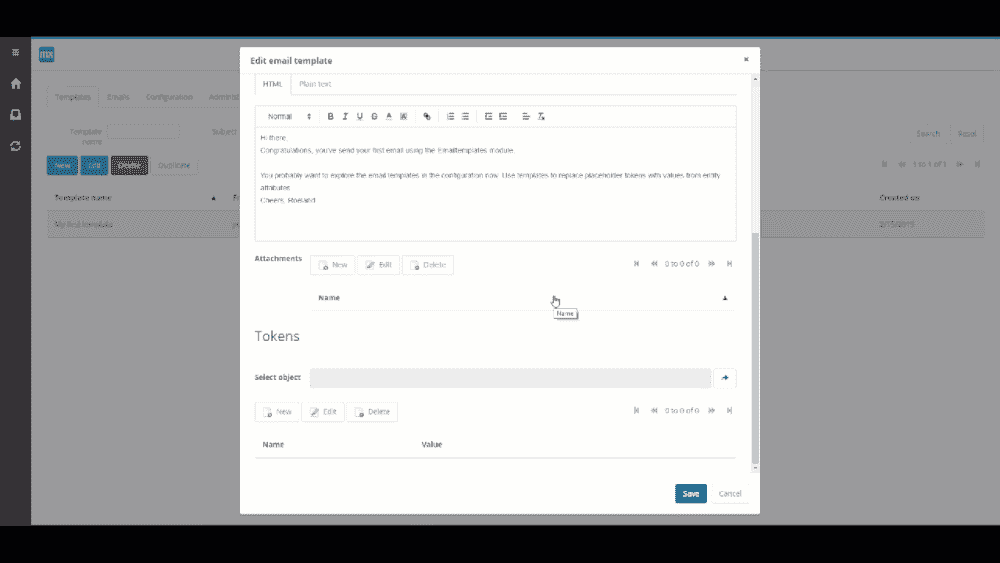 mx
Edit email template
×
Templates Emails Configuration
HTML Plain text
Template name
Subject
Search Reset
Normal B I U S A A
New Edit Delete Duplicate
1 to 1 of 1
Template name
Created on
My first template
2/15/2019
Hi there,
Congratulations, you've send your first email using the Emailtemplates module.
You probably want to explore the email templates in the configuration now. Use templates to replace placeholder tokens with values from entity
attributes.
Cheers, Roeland
Attachments New Edit Delete 0 to 0 of 0
Name
Name
Tokens
Select object
New Edit Delete 0 to 0 of 0
Name Value
Save Cancel